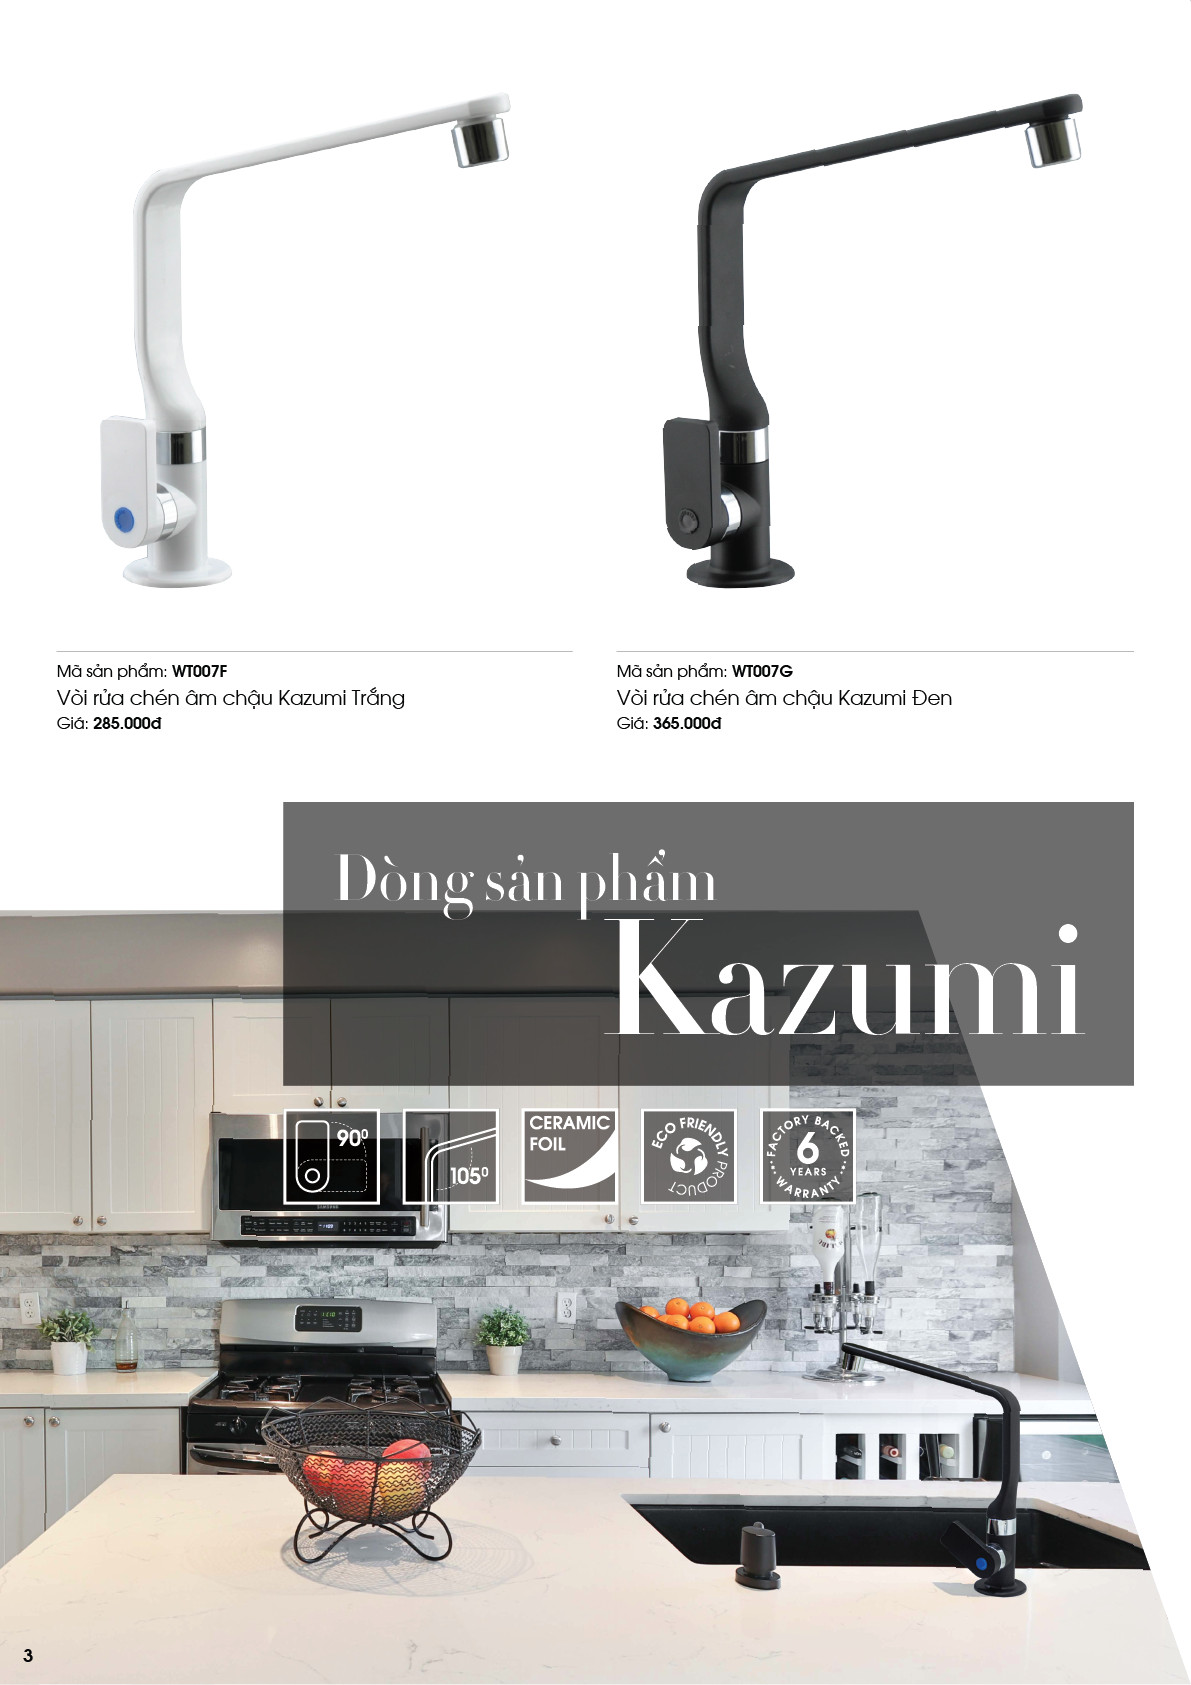 Mã sản phẩm: WT007F
Vòi rửa chén âm chậu Kazumi Trắng
Giá: 285.000đ
Mã sản phẩm: WT007G
Vòi rửa chén âm chậu Kazumi Đen
Giá: 365.000đ
Dòng sản phẩm
Kazumi
90⁰
105⁰
CERAMIC
FOIL
ECO FRIENDLY PRODUCT
FACTORY BACKED
6
YEARS
WARRANTY
SAMSUNG
3